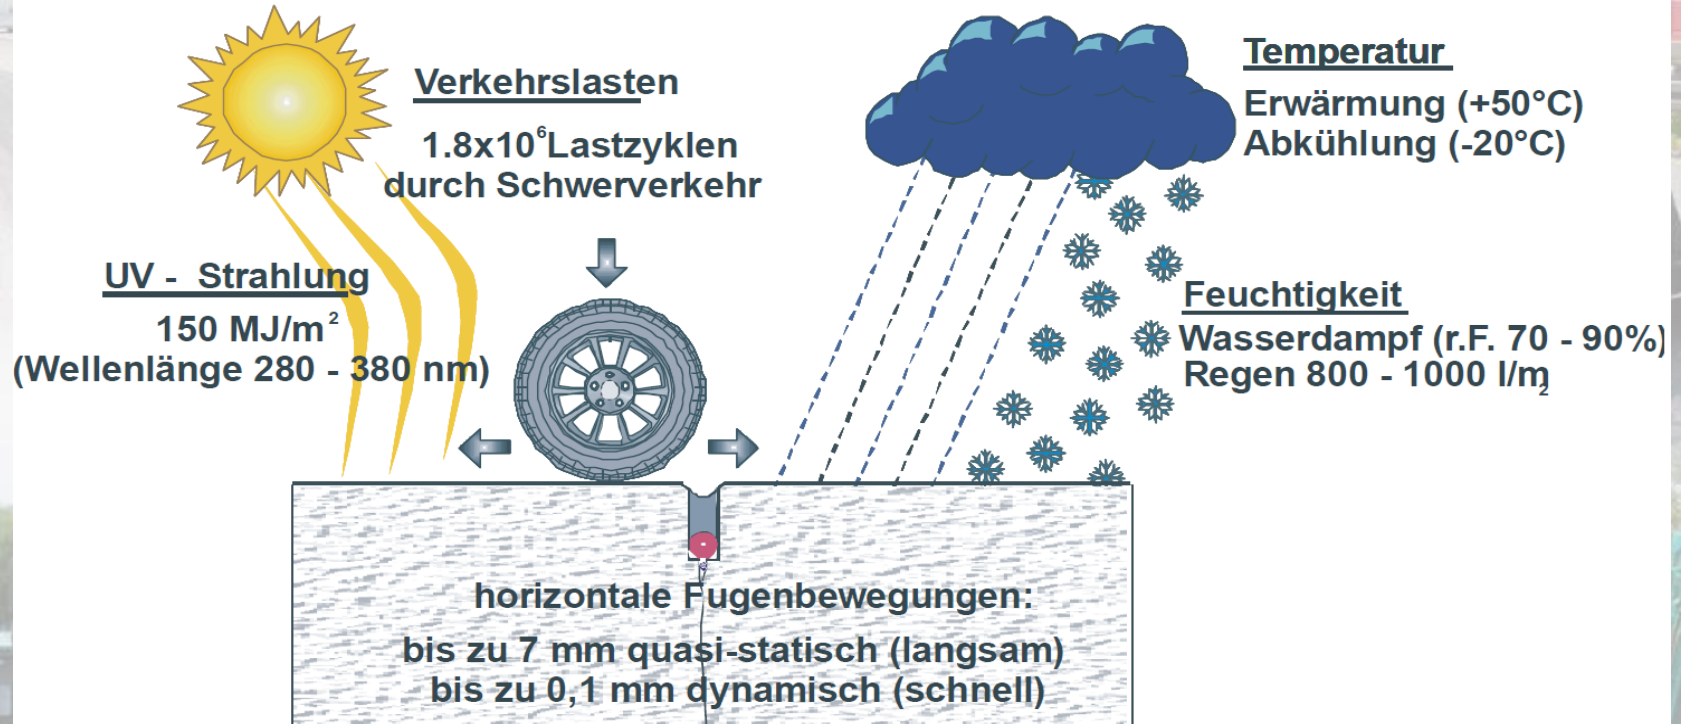 Verkehrslasten
1.8x10⁶ Lastzyklen
durch Schwerverkehr
UV - Strahlung
150 MJ/m²
(Wellenlänge 280 - 380 nm)
Temperatur
Erwärmung (+50°C)
Abkühlung (-20°C)
Feuchtigkeit
Wasserdampf (r.F. 70 - 90%)
Regen 800 - 1000 l/m₂
horizontale Fugenbewegungen:
bis zu 7 mm quasi-statisch (langsam)
bis zu 0,1 mm dynamisch (schnell)